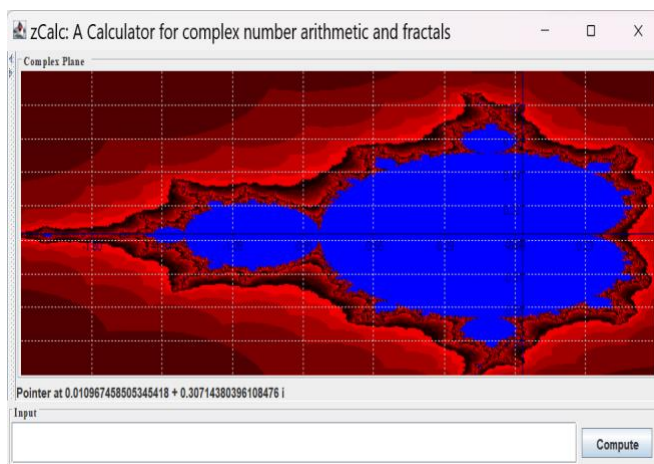 zCalc: A Calculator for complex number arithmetic and fractals
Complex Plane
Pointer at 0.010967458505345418 + 0.30714380396108476 i
Input
Compute